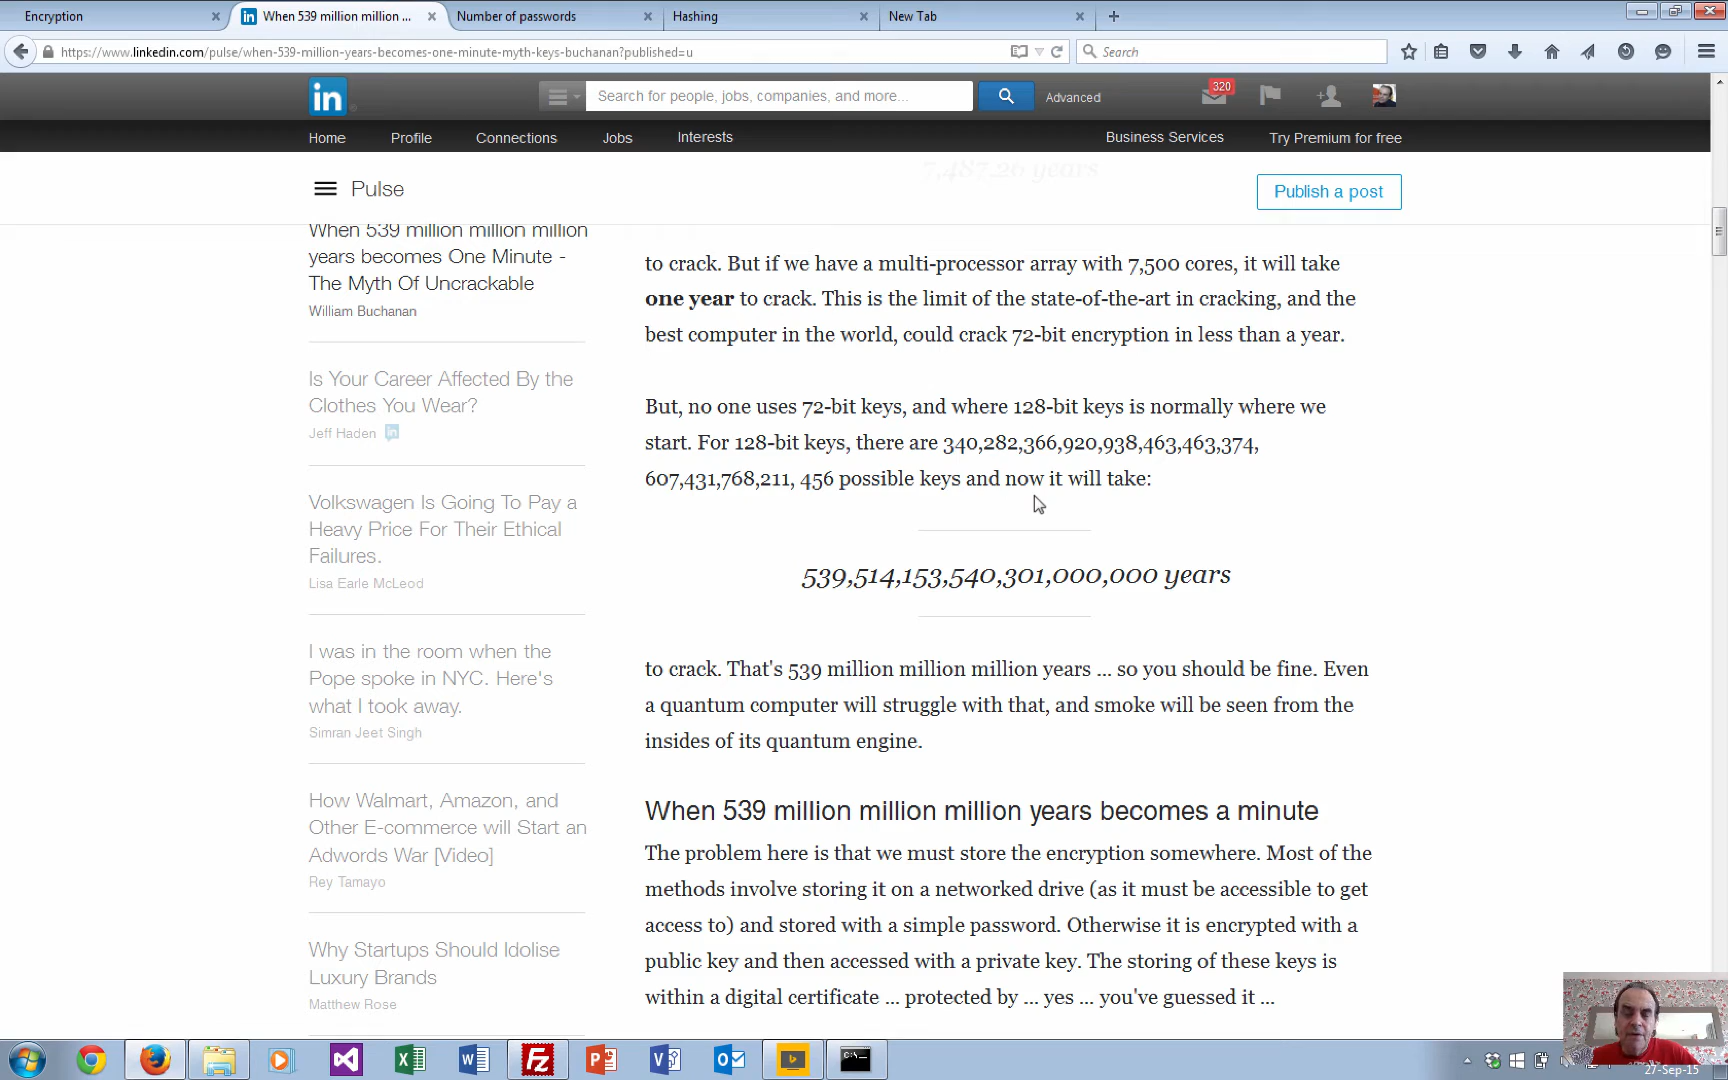 Encryption
When 539 million million ...
Number of passwords
Hashing
New Tab
https://www.linkedin.com/pulse/when-539-million-years-becomes-one-minute-myth-keys-buchanan?published=u
Search
in
Search for people, jobs, companies, and more...
Advanced
320
Home
Profile
Connections
Jobs
Interests
Business Services
Try Premium for free
7,487.26 years
Pulse
Publish a post
When 539 million million million
years becomes One Minute -
The Myth Of Uncrackable
William Buchanan
Is Your Career Affected By the
Clothes You Wear?
Jeff Haden in
Volkswagen Is Going To Pay a
Heavy Price For Their Ethical
Failures.
Lisa Earle McLeod
I was in the room when the
Pope spoke in NYC. Here's
what I took away.
Simran Jeet Singh
How Walmart, Amazon, and
Other E-commerce will Start an
Adwords War [Video]
Rey Tamayo
Why Startups Should Idolise
Luxury Brands
Matthew Rose
to crack. But if we have a multi-processor array with 7,500 cores, it will take
one year to crack. This is the limit of the state-of-the-art in cracking, and the
best computer in the world, could crack 72-bit encryption in less than a year.
But, no one uses 72-bit keys, and where 128-bit keys is normally where we
start. For 128-bit keys, there are 340,282,366,920,938,463,463,374,
607,431,768,211, 456 possible keys and now it will take:
539,514,153,540,301,000,000 years
to crack. That's 539 million million million years ... so you should be fine. Even
a quantum computer will struggle with that, and smoke will be seen from the
insides of its quantum engine.
When 539 million million million years becomes a minute
The problem here is that we must store the encryption somewhere. Most of the
methods involve storing it on a networked drive (as it must be accessible to get
access to) and stored with a simple password. Otherwise it is encrypted with a
public key and then accessed with a private key. The storing of these keys is
within a digital certificate ... protected by ... yes ... you've guessed it ...
27-Sep-15